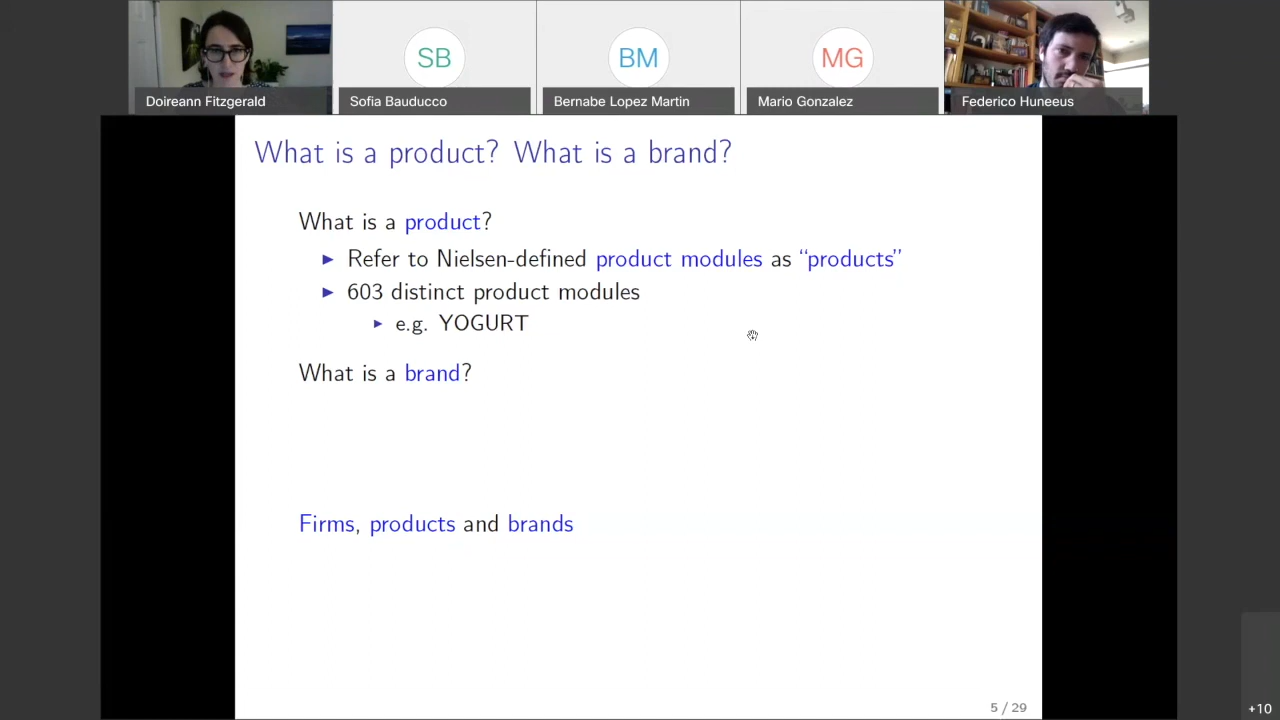 SB
BM
MG
Doireann Fitzgerald
Sofia Bauducco
Bernabe Lopez Martin
Mario Gonzalez
Federico Huneeus
What is a product? What is a brand?
What is a product?
▶ Refer to Nielsen-defined product modules as “products”
▶ 603 distinct product modules
▶ e.g. YOGURT
What is a brand?
Firms, products and brands
5 / 29
+10